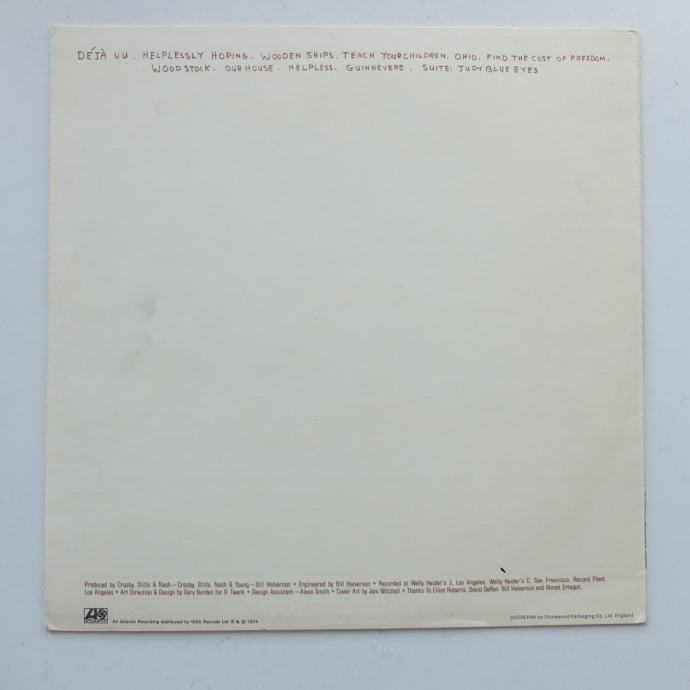 DÉJÀ VU. HELPLESSLY HOPING. WOODEN SHIPS. TEACH YOUR CHILDREN. OHIO. FIND THE COST OF FREEDOM.
WOODSTOCK. OUR HOUSE. HELPLESS. GUINNEVERE. SUITE: JUDY BLUE EYES
Produced by Crosby, Stills & Nash—Crosby, Stills, Nash & Young—Bill Halverson • Engineered by Bill Halverson • Recorded at Wally Heider's 3, Los Angeles, Wally Heider's C, San Francisco, Record Plant,
Los Angeles • Art Direction & Design by Gary Burden for R. Twerk • Design Assistant—Alexa Smith • Cover Art by Joni Mitchell • Thanks To Elliot Roberts, David Geffen, Bill Halverson and Ahmet Ertegun.
ATLANTIC An Atlantic Recording distributed by WEA Records Ltd ℗ & © 1974
SHOREPAK by Shorewood Packaging Co. Ltd. England